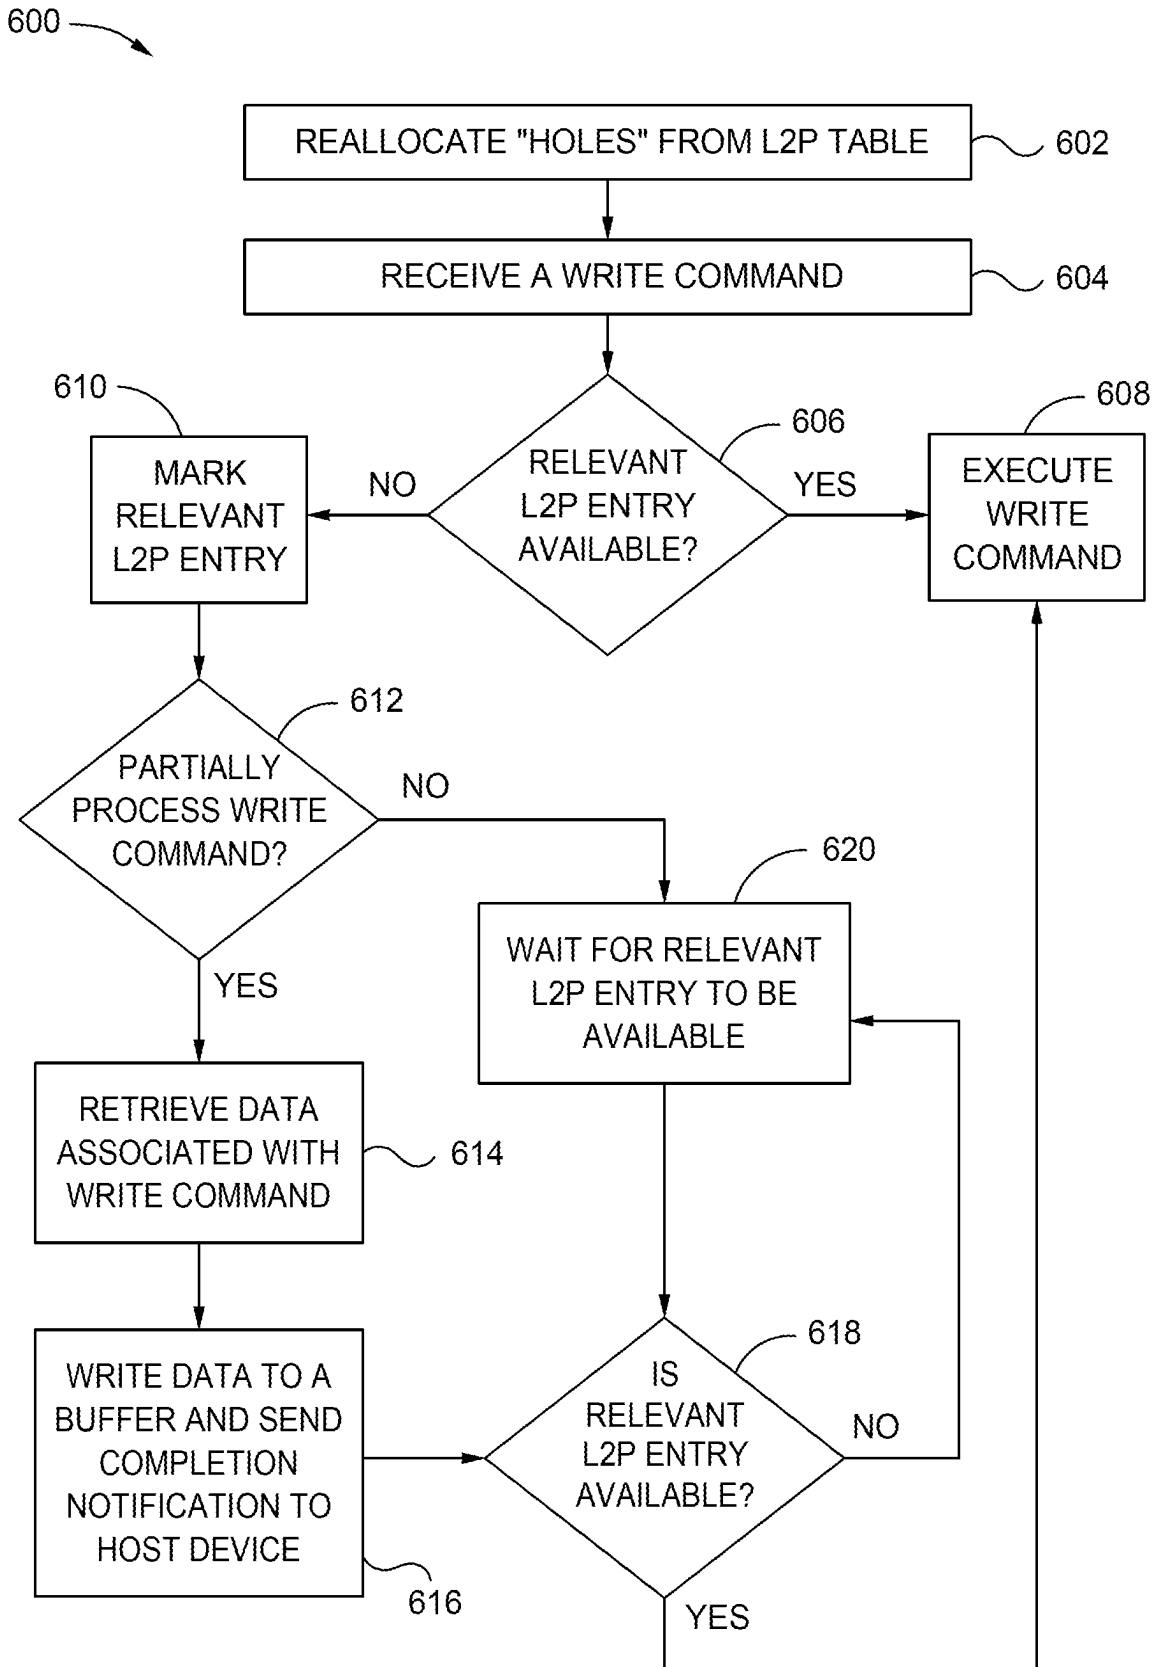 600
REALLOCATE "HOLES" FROM L2P TABLE
602
RECEIVE A WRITE COMMAND
604
610
MARK
RELEVANT
L2P ENTRY
NO
606
RELEVANT
L2P ENTRY
AVAILABLE?
YES
608
EXECUTE
WRITE
COMMAND
612
PARTIALLY
PROCESS WRITE
COMMAND?
NO
YES
620
WAIT FOR RELEVANT
L2P ENTRY TO BE
AVAILABLE
RETRIEVE DATA
ASSOCIATED WITH
WRITE COMMAND
614
WRITE DATA TO A
BUFFER AND SEND
COMPLETION
NOTIFICATION TO
HOST DEVICE
616
618
IS
RELEVANT
L2P ENTRY
AVAILABLE?
NO
YES